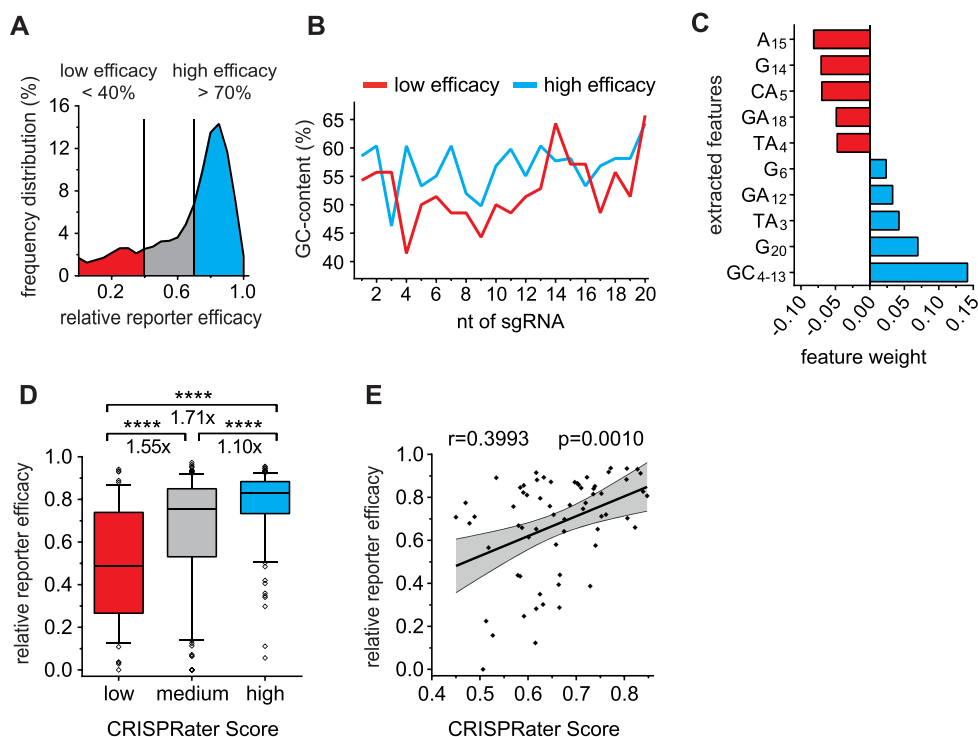 A
low efficacy
< 40%
high efficacy
> 70%
frequency distribution (%)
16
12
8
4
0
0.2
0.6
1.0
relative reporter efficacy
B
low efficacy
high efficacy
GC-content (%)
65
60
55
50
45
40
2 4 6 8 10 12 14 16 18 20
nt of sgRNA
C
extracted features
A15
G14
CA5
GA18
TA4
G6
GA12
TA3
G20
GC4-13
-0.10
-0.05
0.00
0.05
0.10
0.15
feature weight
D
****
1.71x
**** ****
1.55x 1.10x
relative reporter efficacy
1.0
0.8
0.6
0.4
0.2
0.0
low medium high
CRISPRater Score
E
r=0.3993 p=0.0010
relative reporter efficacy
1.0
0.8
0.6
0.4
0.2
0.0
0.4 0.5 0.6 0.7 0.8
CRISPRater Score